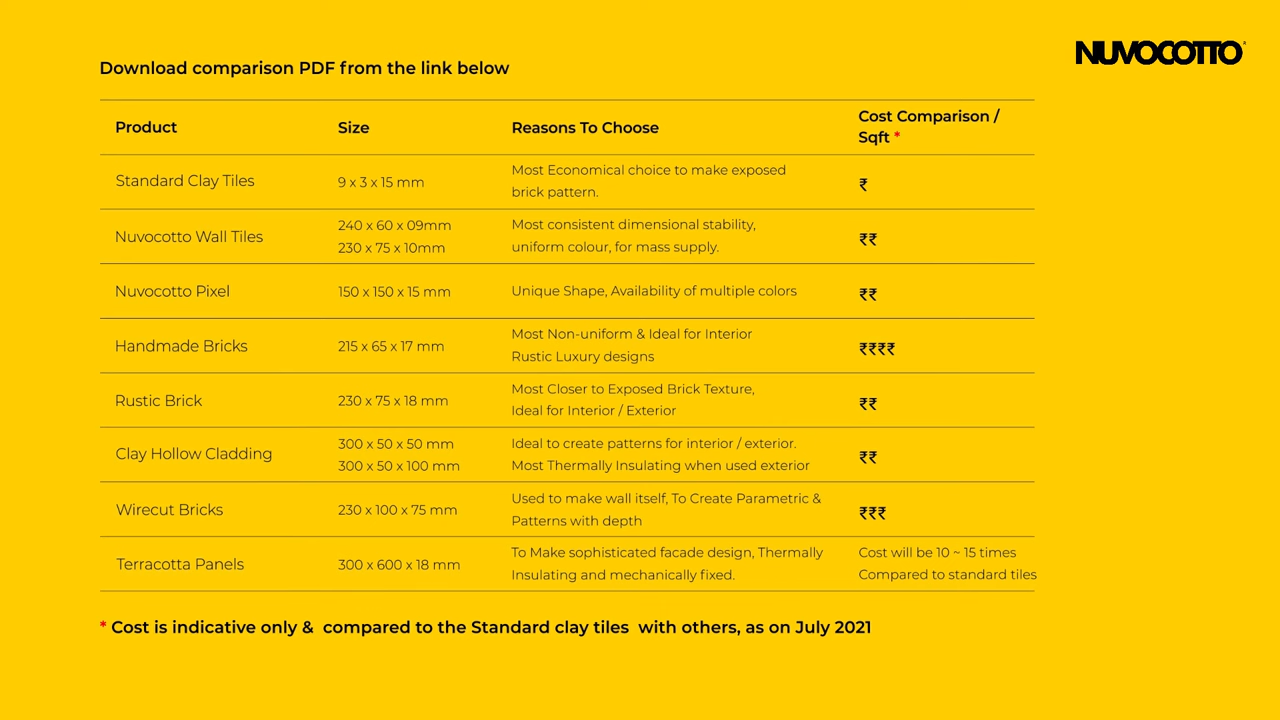 NUVOCOTTO
Download comparison PDF from the link below
Product Size Reasons To Choose Cost Comparison /
Sqft *
Standard Clay Tiles 9 x 3 x 15 mm Most Economical choice to make exposed
brick pattern. ₹
Nuvocotto Wall Tiles 240 x 60 x 09mm Most consistent dimensional stability,
230 x 75 x 10mm uniform colour, for mass supply. ₹₹
Nuvocotto Pixel 150 x 150 x 15 mm Unique Shape, Availability of multiple colors ₹₹
Handmade Bricks 215 x 65 x 17 mm Most Non-uniform & Ideal for Interior
Rustic Luxury designs ₹₹₹₹
Rustic Brick 230 x 75 x 18 mm Most Closer to Exposed Brick Texture,
Ideal for Interior / Exterior ₹₹
Clay Hollow Cladding 300 x 50 x 50 mm Ideal to create patterns for interior / exterior.
300 x 50 x 100 mm Most Thermally Insulating when used exterior ₹₹
Wirecut Bricks 230 x 100 x 75 mm Used to make wall itself, To Create Parametric &
Patterns with depth ₹₹₹
Terracotta Panels 300 x 600 x 18 mm To Make sophisticated facade design, Thermally Cost will be 10 ~ 15 times
Insulating and mechanically fixed. Compared to standard tiles
* Cost is indicative only & compared to the Standard clay tiles with others, as on July 2021